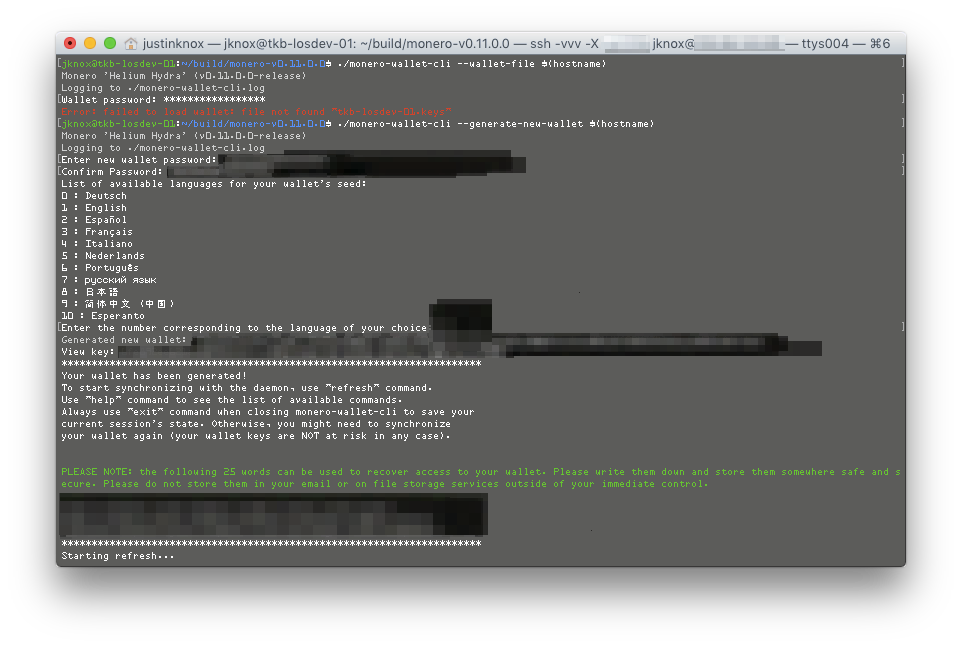 justinknox — jknox@tkb-losdev-01: ~/build/monero-v0.11.0.0 — ssh -vvv -X jknox@ — ttys004 — ⌘6
[jknox@tkb-losdev-01:~/build/monero-v0.11.0.0$ ./monero-wallet-cli --wallet-file $(hostname) ]
Monero 'Helium Hydra' (v0.11.0.0-release)
Logging to ./monero-wallet-cli.log
[Wallet password: ***************** ]
Error: failed to load wallet: file not found "tkb-losdev-01.keys"
[jknox@tkb-losdev-01:~/build/monero-v0.11.0.0$ ./monero-wallet-cli --generate-new-wallet $(hostname) ]
Monero 'Helium Hydra' (v0.11.0.0-release)
Logging to ./monero-wallet-cli.log
[Enter new wallet password: ]
[Confirm Password: ]
List of available languages for your wallet's seed:
0 : Deutsch
1 : English
2 : Español
3 : Français
4 : Italiano
5 : Nederlands
6 : Português
7 : русский язык
8 : 日本語
9 : 简体中文 (中国)
10 : Esperanto
[Enter the number corresponding to the language of your choice: ]
Generated new wallet:
View key:
**********************************************************************
Your wallet has been generated!
To start synchronizing with the daemon, use "refresh" command.
Use "help" command to see the list of available commands.
Always use "exit" command when closing monero-wallet-cli to save your
current session's state. Otherwise, you might need to synchronize
your wallet again (your wallet keys are NOT at risk in any case).
PLEASE NOTE: the following 25 words can be used to recover access to your wallet. Please write them down and store them somewhere safe and s
ecure. Please do not store them in your email or on file storage services outside of your immediate control.
**********************************************************************
Starting refresh...